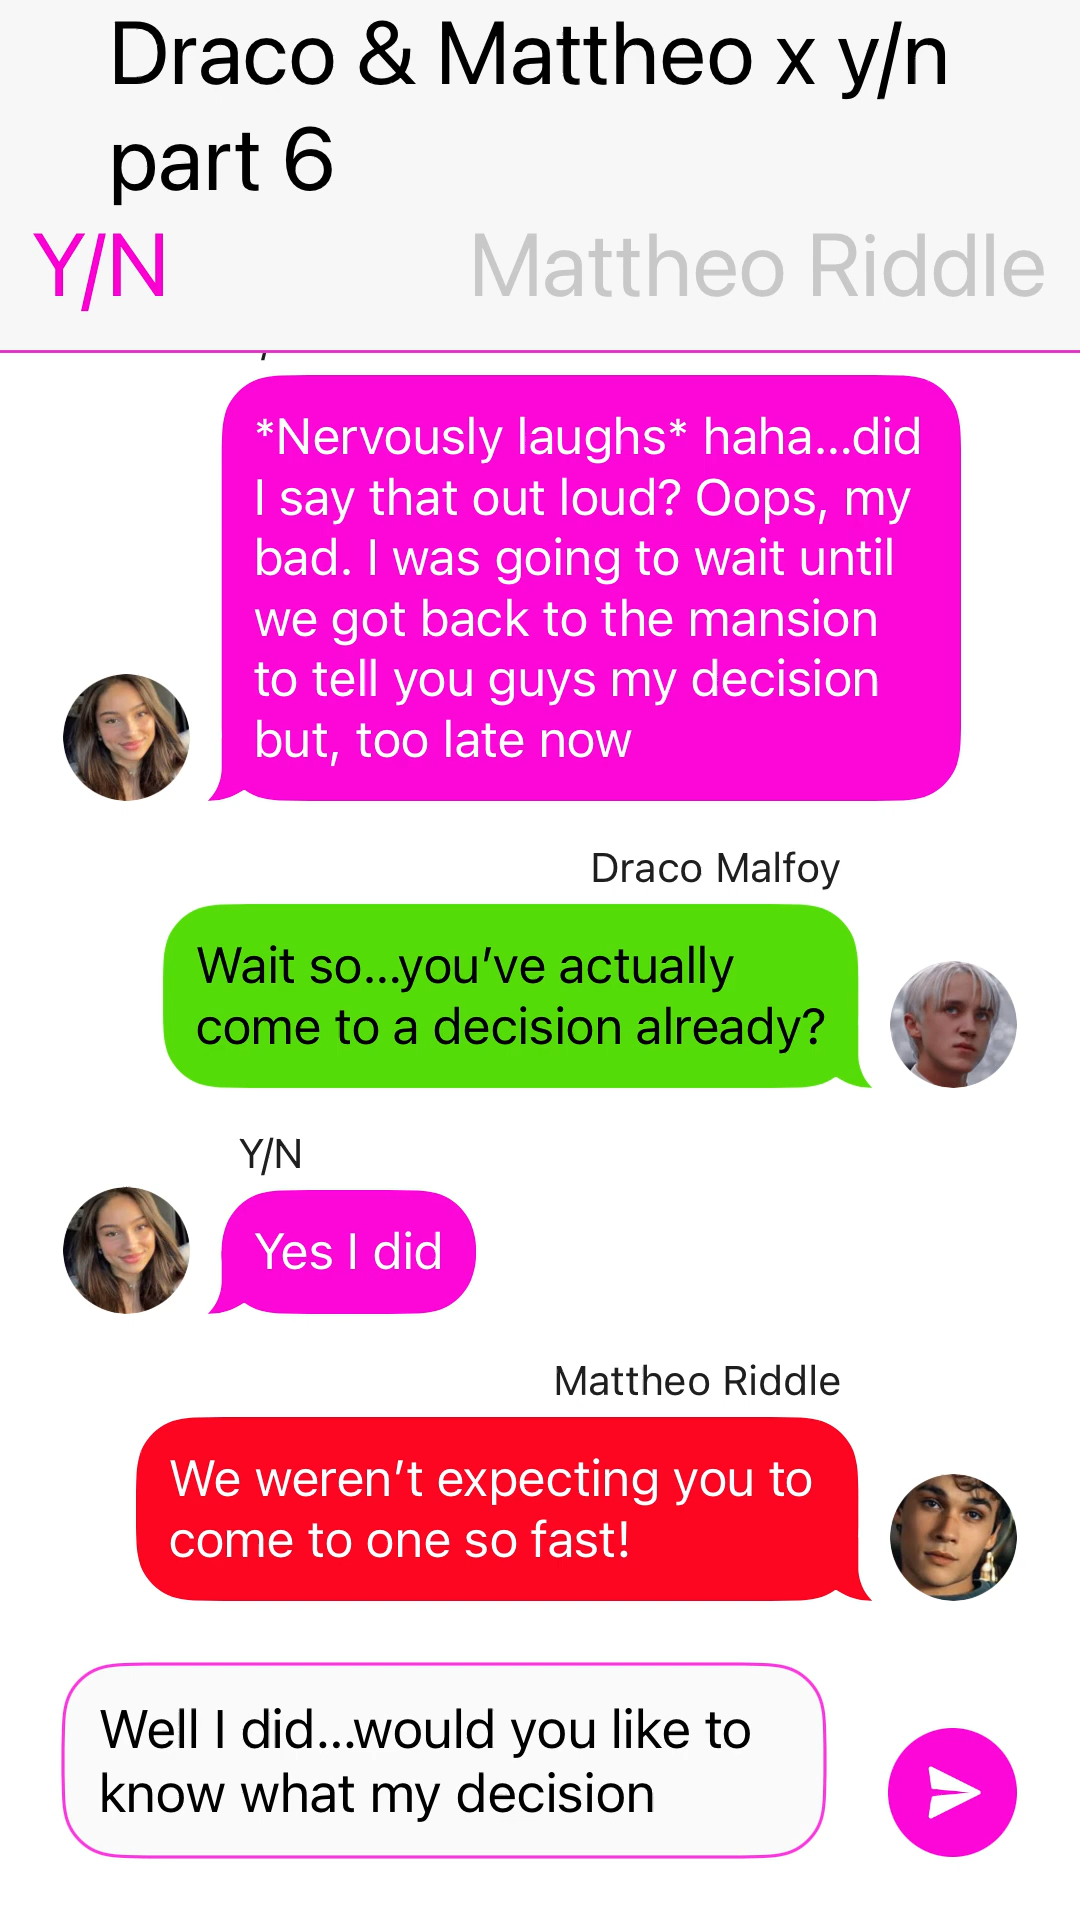 Draco & Mattheo x y/n
part 6
Y/N
Mattheo Riddle
*Nervously laughs* haha...did
I say that out loud? Oops, my
bad. I was going to wait until
we got back to the mansion
to tell you guys my decision
but, too late now
Draco Malfoy
Wait so...you’ve actually
come to a decision already?
Y/N
Yes I did
Mattheo Riddle
We weren’t expecting you to
come to one so fast!
Well I did...would you like to
know what my decision